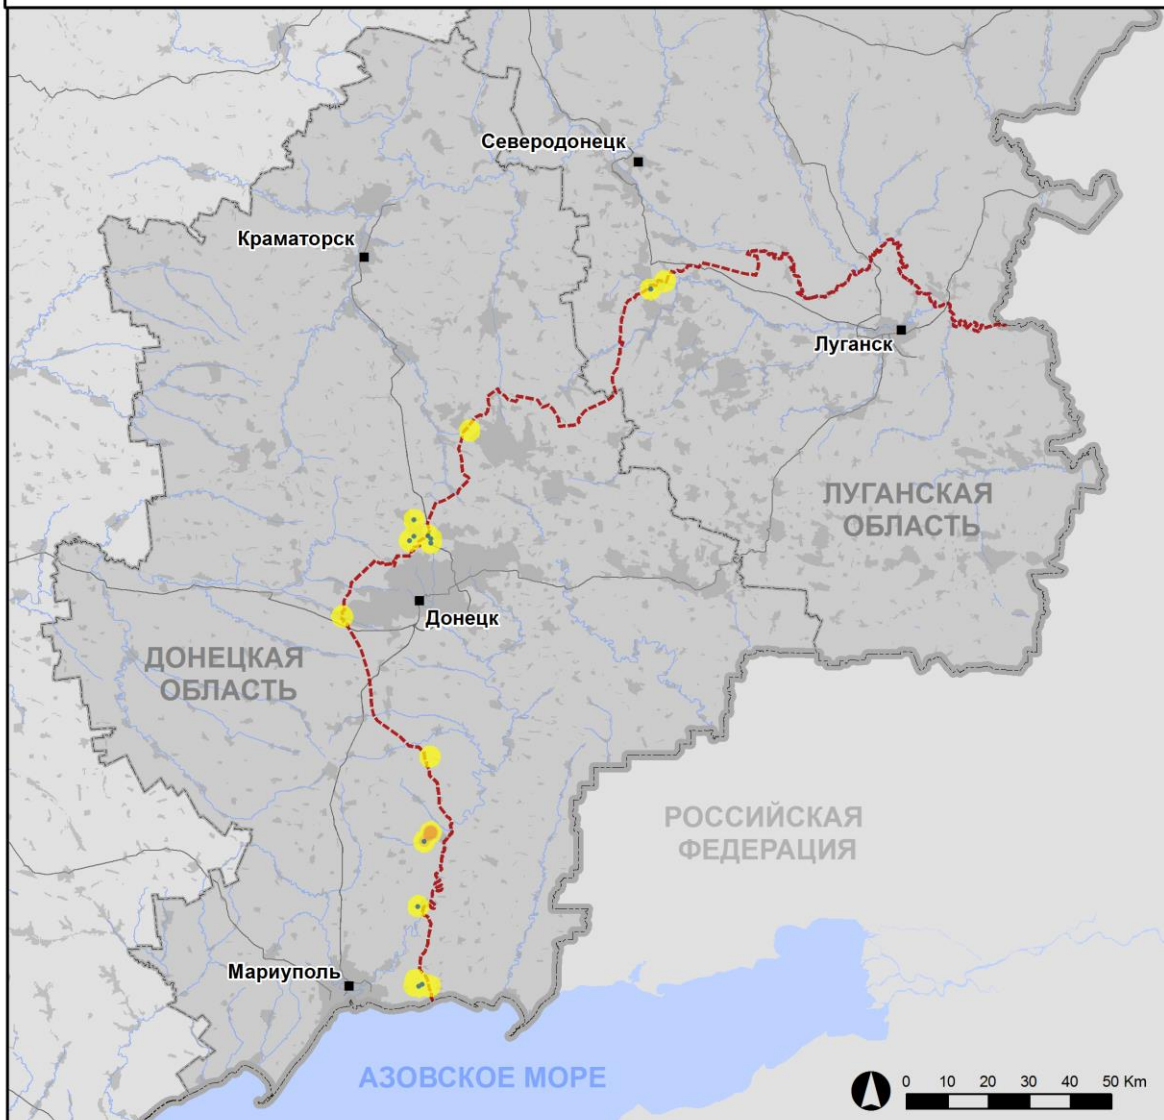 Северодонецк
Краматорск
Луганск
ЛУГАНСКАЯ
ОБЛАСТЬ
Донецк
ДОНЕЦКАЯ
ОБЛАСТЬ
РОССИЙСКАЯ
ФЕДЕРАЦИЯ
Мариуполь
АЗОВСКОЕ МОРЕ
0 10 20 30 40 50 Km